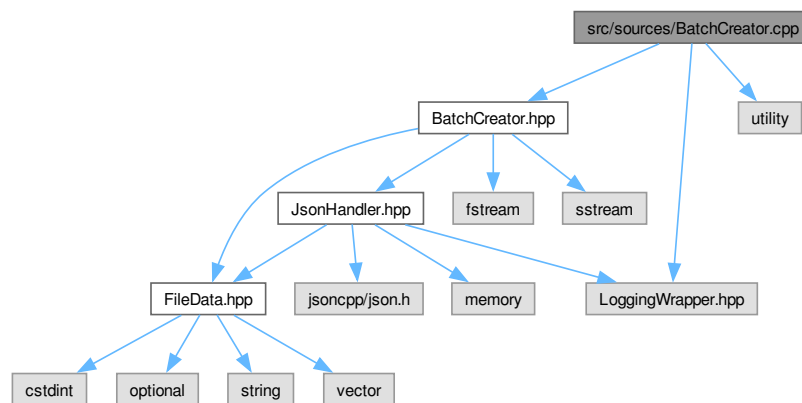 src/sources/BatchCreator.cpp
BatchCreator.hpp
utility
JsonHandler.hpp
fstream
sstream
FileData.hpp
jsoncpp/json.h
memory
LoggingWrapper.hpp
cstdint
optional
string
vector